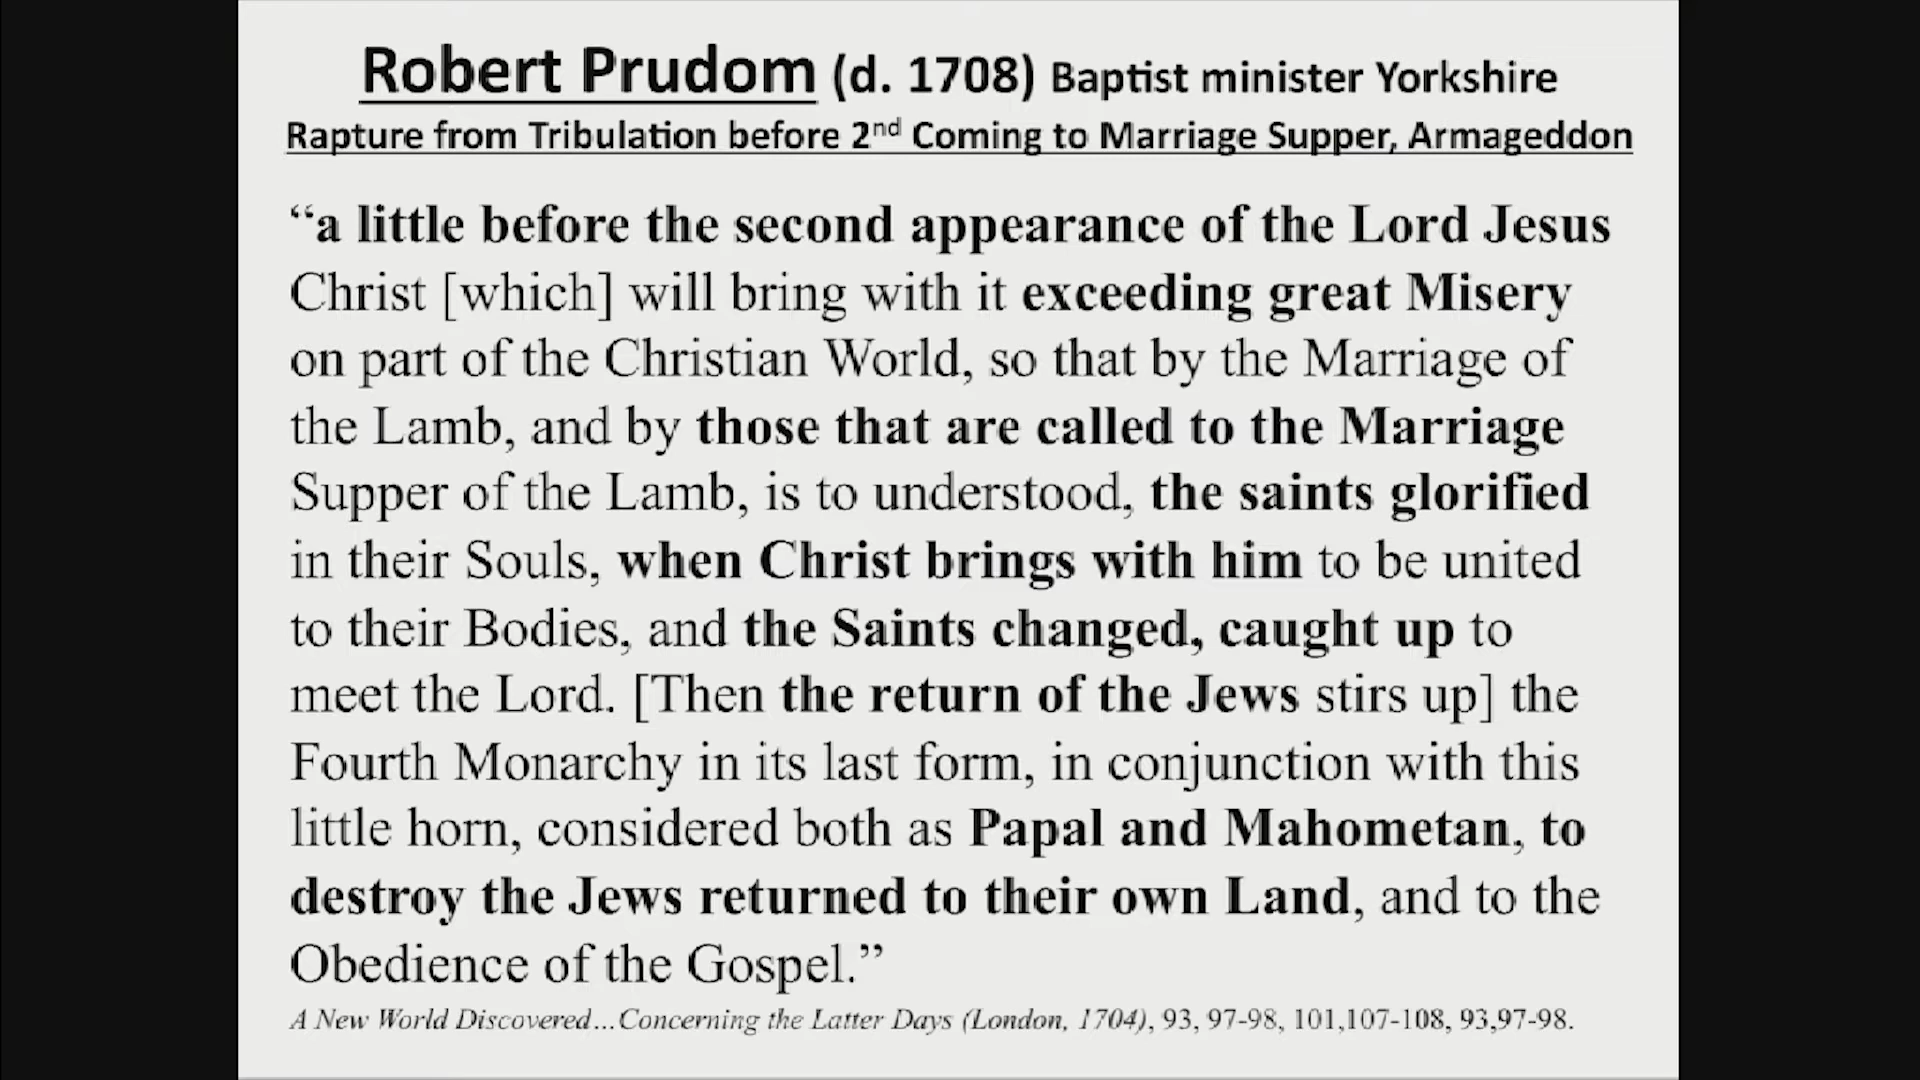 Robert Prudom (d. 1708) Baptist minister Yorkshire
Rapture from Tribulation before 2nd Coming to Marriage Supper, Armageddon
“a little before the second appearance of the Lord Jesus
Christ [which] will bring with it exceeding great Misery
on part of the Christian World, so that by the Marriage of
the Lamb, and by those that are called to the Marriage
Supper of the Lamb, is to understood, the saints glorified
in their Souls, when Christ brings with him to be united
to their Bodies, and the Saints changed, caught up to
meet the Lord. [Then the return of the Jews stirs up] the
Fourth Monarchy in its last form, in conjunction with this
little horn, considered both as Papal and Mahometan, to
destroy the Jews returned to their own Land, and to the
Obedience of the Gospel.”
A New World Discovered…Concerning the Latter Days (London, 1704), 93, 97-98, 101,107-108, 93,97-98.